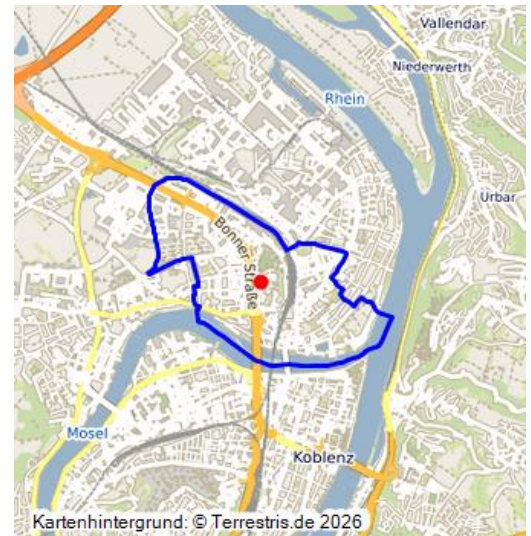 Vallendar
Niederwerth
Rhein
Urbar
Bonner Straße
Mosel
Koblenz
Kartenhintergrund: © Terrestris.de 2026